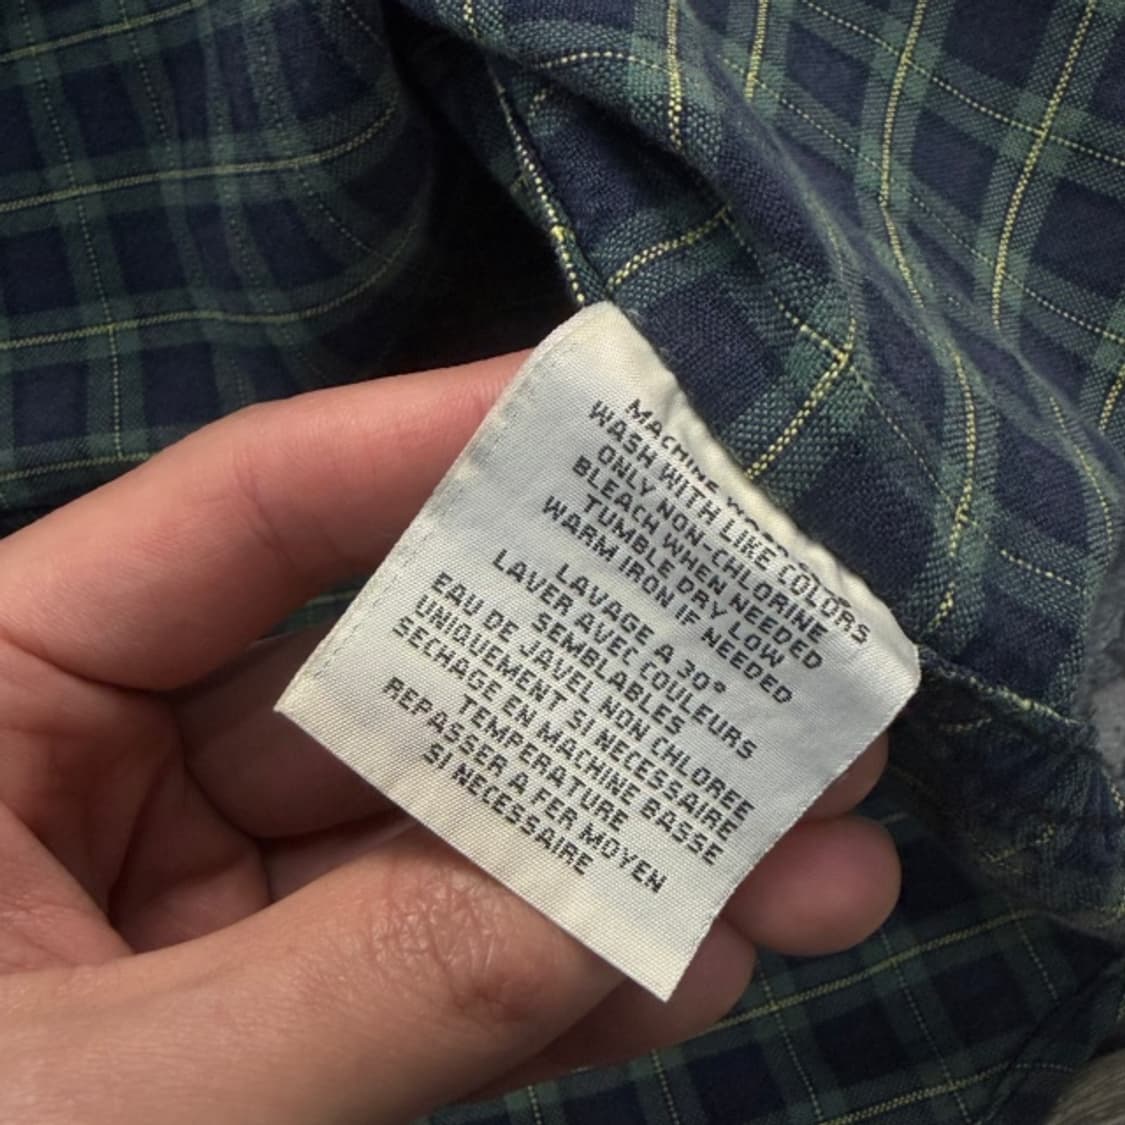 MACHINE
WASH WITH LIKE COLORS
ONLY NON-CHLORINE
BLEACH WHEN NEEDED
TUMBLE DRY LOW
WARM IRON IF NEEDED
LAVAGE A 30°
LAVER AVEC COULEURS
SEMBLABLES
EAU DE JAVEL NON CHLOREE
UNIQUEMENT SI NECESSAIRE
SECHAGE EN MACHINE BASSE
TEMPERATURE
REPASSER A FER MOYEN
SI NECESSAIRE